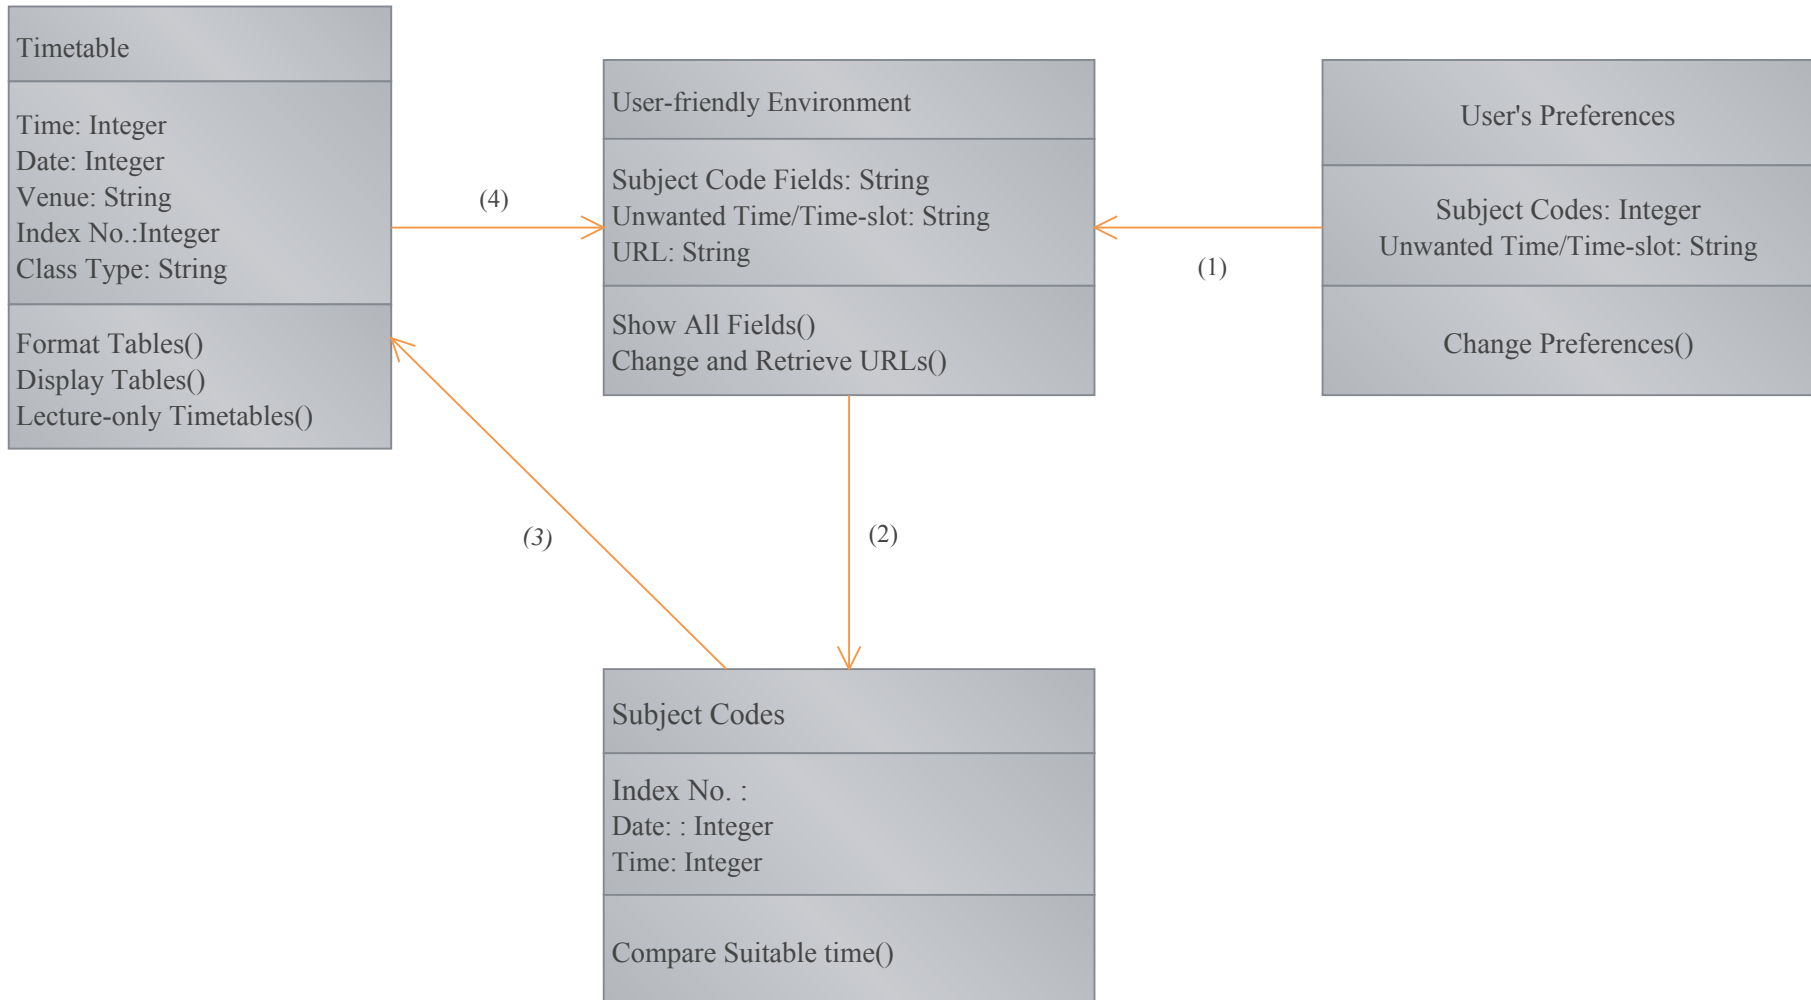 Timetable
Time: Integer
Date: Integer
Venue: String
Index No.:Integer
Class Type: String
Format Tables()
Display Tables()
Lecture-only Timetables()
(4)
User-friendly Environment
Subject Code Fields: String
Unwanted Time/Time-slot: String
URL: String
Show All Fields()
Change and Retrieve URLs()
(1)
User's Preferences
Subject Codes: Integer
Unwanted Time/Time-slot: String
Change Preferences()
(3)
(2)
Subject Codes
Index No. :
Date: : Integer
Time: Integer
Compare Suitable time()